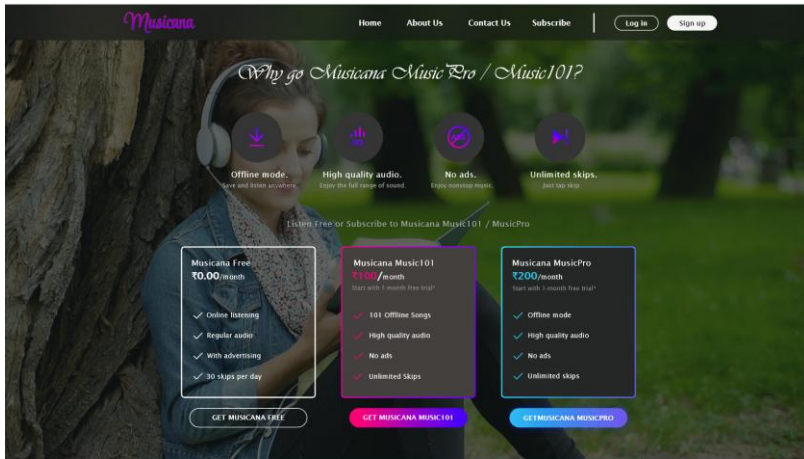 Musicana
Home About Us Contact Us Subscribe Log in Sign up
Why go Musicana Music Pro / Music101?
Offline mode. High quality audio. No ads. Unlimited skips.
Save and listen anywhere. Enjoy the full range of sound. Enjoy nonstop music. Just tap skip.
Listen Free or Subscribe to Musicana Music101 / MusicPro
Musicana Free
₹0.00/month
Online listening
Regular audio
With advertising
30 skips per day
GET MUSICANA FREE
Musicana Music101
₹100/month
Start with 1-month free trial*
101 Offline Songs
High quality audio
No ads
Unlimited Skips
GET MUSICANA MUSIC101
Musicana MusicPro
₹200/month
Start with 1-month free trial*
Offline mode
High quality audio
No ads
Unlimited skips
GETMUSICANA MUSICPRO